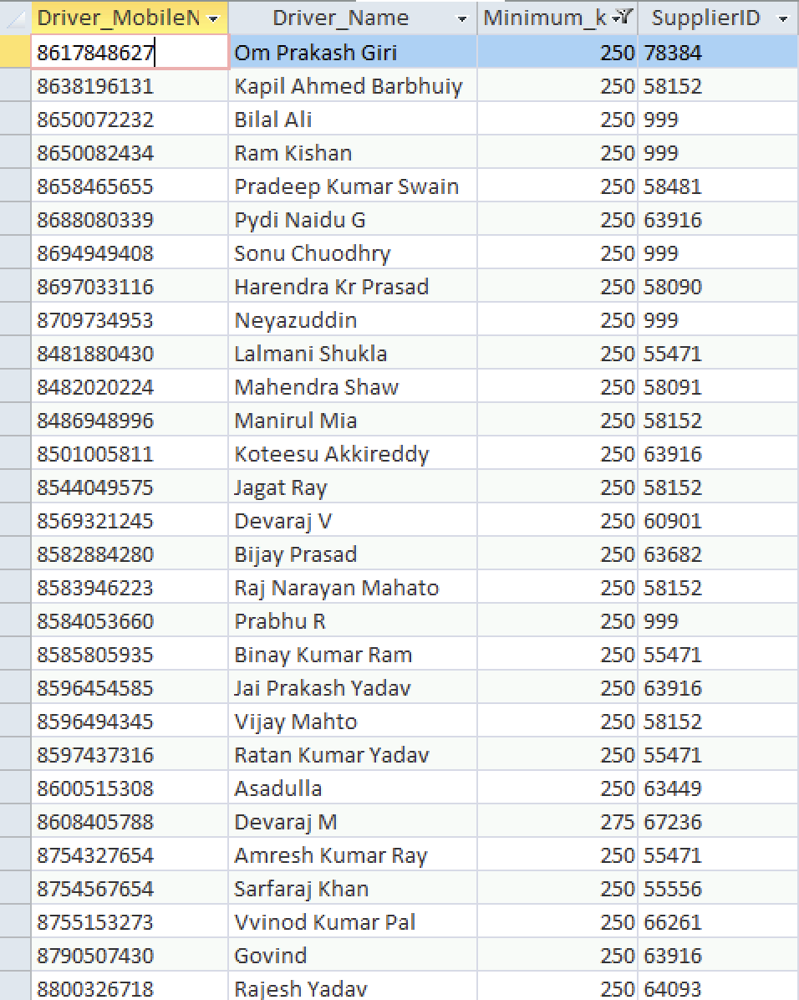 Driver_MobileN Driver_Name Minimum_k SupplierID
8617848627 Om Prakash Giri 250 78384
8638196131 Kapil Ahmed Barbhuiy 250 58152
8650072232 Bilal Ali 250 999
8650082434 Ram Kishan 250 999
8658465655 Pradeep Kumar Swain 250 58481
8688080339 Pydi Naidu G 250 63916
8694949408 Sonu Chuodhry 250 999
8697033116 Harendra Kr Prasad 250 58090
8709734953 Neyazuddin 250 999
8481880430 Lalmani Shukla 250 55471
8482020224 Mahendra Shaw 250 58091
8486948996 Manirul Mia 250 58152
8501005811 Koteesu Akkireddy 250 63916
8544049575 Jagat Ray 250 58152
8569321245 Devaraj V 250 60901
8582884280 Bijay Prasad 250 63682
8583946223 Raj Narayan Mahato 250 58152
8584053660 Prabhu R 250 999
8585805935 Binay Kumar Ram 250 55471
8596454585 Jai Prakash Yadav 250 63916
8596494345 Vijay Mahto 250 58152
8597437316 Ratan Kumar Yadav 250 55471
8600515308 Asadulla 250 63449
8608405788 Devaraj M 275 67236
8754327654 Amresh Kumar Ray 250 55471
8754567654 Sarfaraj Khan 250 55556
8755153273 Vvinod Kumar Pal 250 66261
8790507430 Govind 250 63916
8800326718 Rajesh Yadav 250 64093